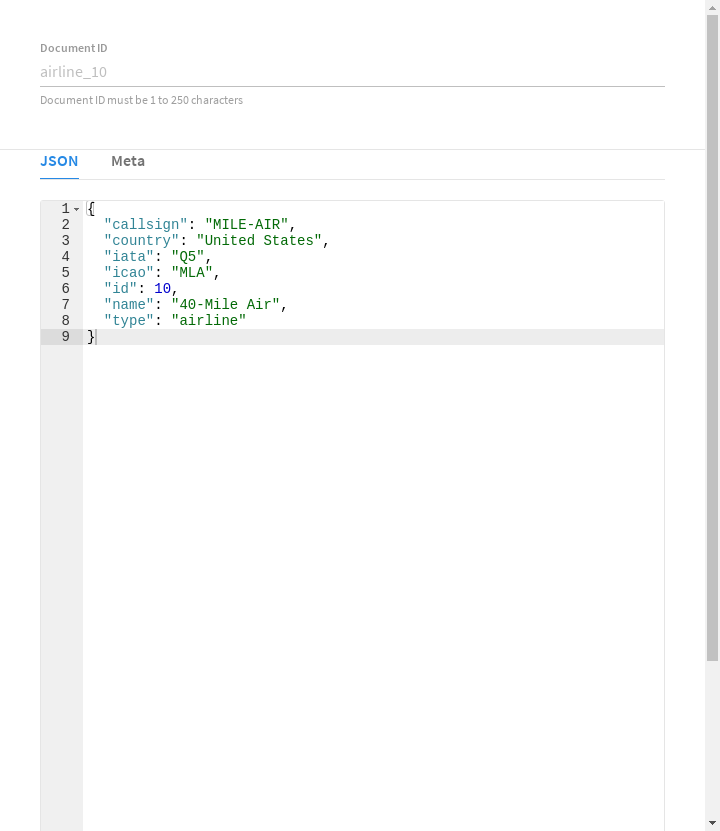 Document ID
airline_10
Document ID must be 1 to 250 characters
JSON Meta
1 {
2   "callsign": "MILE-AIR",
3   "country": "United States",
4   "iata": "Q5",
5   "icao": "MLA",
6   "id": 10,
7   "name": "40-Mile Air",
8   "type": "airline"
9 }